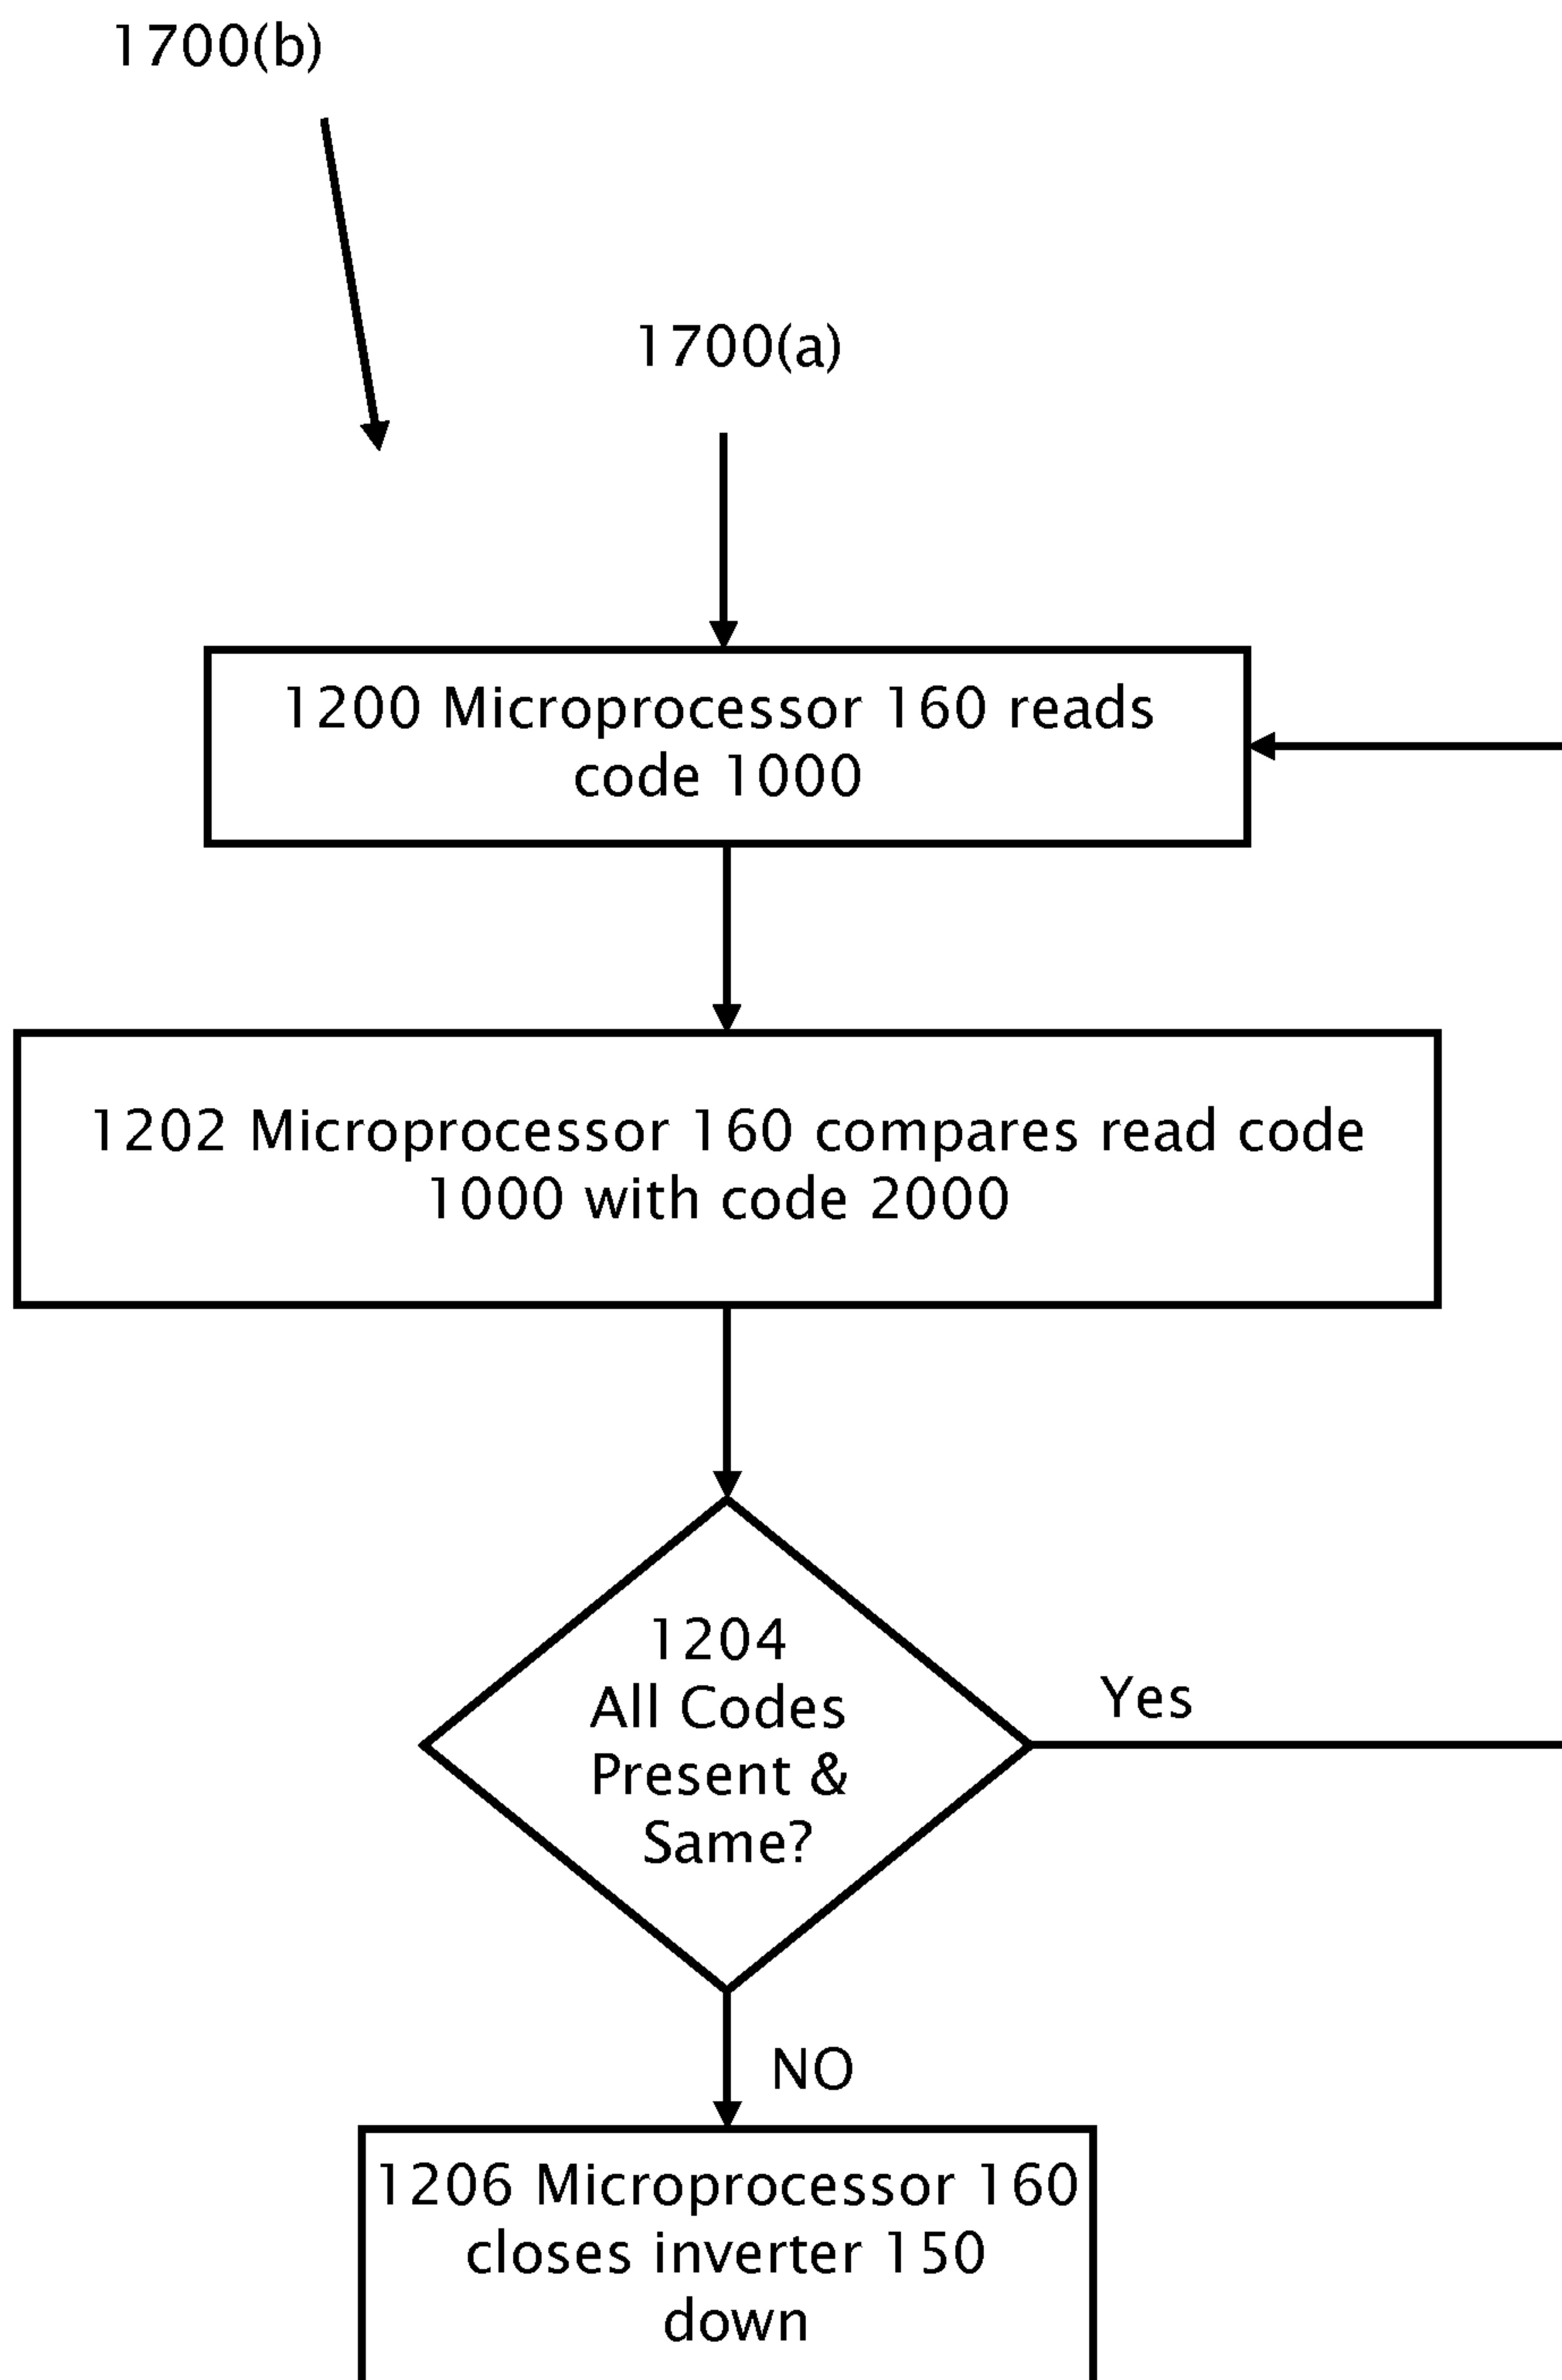 1700(b)
1700(a)
1200 Microprocessor 160 reads
code 1000
1202 Microprocessor 160 compares read code
1000 with code 2000
1204
All Codes
Present &
Same?
Yes
NO
1206 Microprocessor 160
closes inverter 150
down